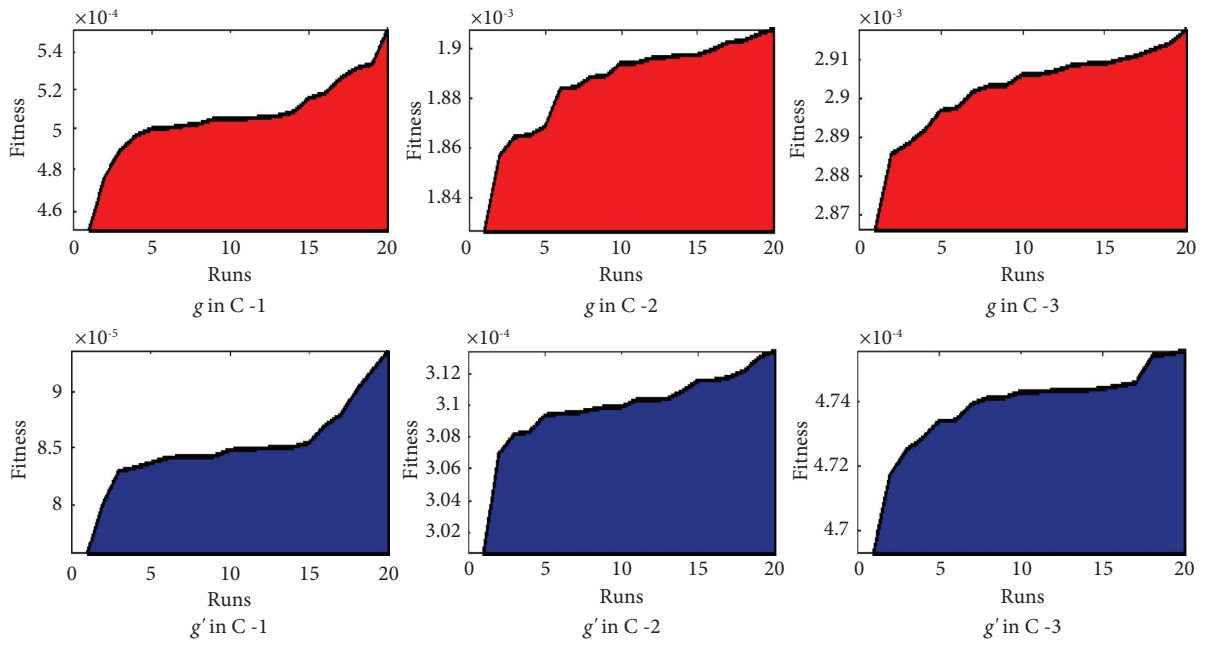 ×10-4
5.4
5.2
5
4.8
4.6
Fitness
0 5 10 15 20
Runs
g in C -1
×10-3
1.9
1.88
1.86
1.84
Fitness
0 5 10 15 20
Runs
g in C -2
×10-3
2.91
2.9
2.89
2.88
2.87
Fitness
0 5 10 15 20
Runs
g in C -3
×10-5
9
8.5
8
Fitness
0 5 10 15 20
Runs
g′ in C -1
×10-4
3.12
3.1
3.08
3.06
3.04
3.02
Fitness
0 5 10 15 20
Runs
g′ in C -2
×10-4
4.74
4.72
4.7
Fitness
0 5 10 15 20
Runs
g′ in C -3